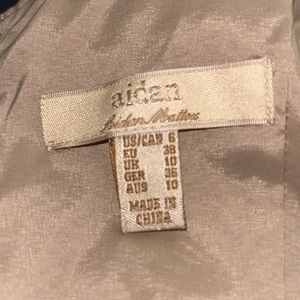 aidan
Aidan Mattox
US/CAN 6
EU 38
UK 10
GER 36
AUS 10
MADE IN
CHINA